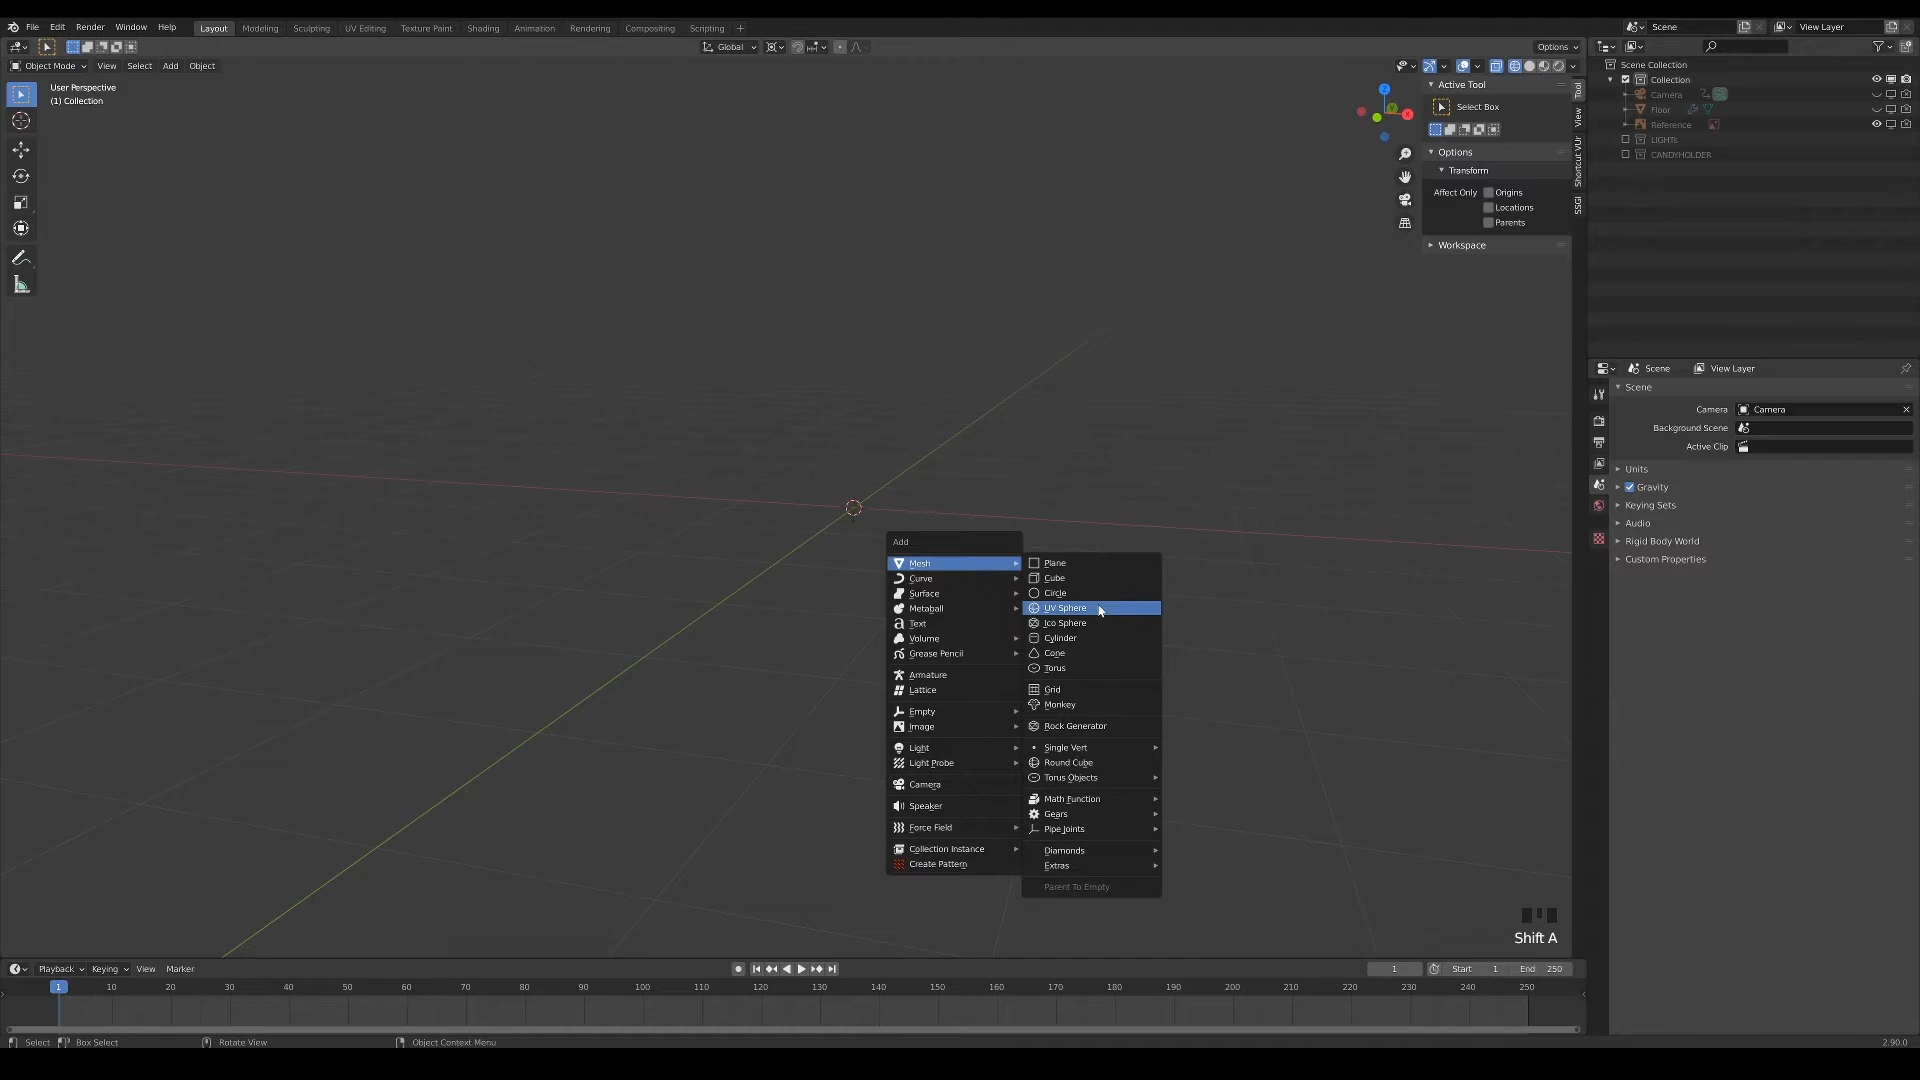 File Edit Render Window Help Layout Modeling Sculpting UV Editing Texture Paint Shading Animation Rendering Compositing Scripting + Scene View Layer
Global Options
Object Mode View Select Add Object
User Perspective
(1) Collection
Active Tool
Select Box
Options
Transform
Affect Only Origins
Locations
Parents
Workspace
Tool
View
Shortcut VUr
SSGI
Scene Collection
Collection
Camera
Floor
Reference
LIGHTs
CANDYHOLDER
Scene View Layer
Scene
Camera Camera
Background Scene
Active Clip
Units
Gravity
Keying Sets
Audio
Rigid Body World
Custom Properties
Add
Mesh
Curve
Surface
Metaball
Text
Volume
Grease Pencil
Armature
Lattice
Empty
Image
Light
Light Probe
Camera
Speaker
Force Field
Collection Instance
Create Pattern
Plane
Cube
Circle
UV Sphere
Ico Sphere
Cylinder
Cone
Torus
Grid
Monkey
Rock Generator
Single Vert
Round Cube
Torus Objects
Math Function
Gears
Pipe Joints
Diamonds
Extras
Parent To Empty
Shift A
Playback Keying View Marker 1 Start 1 End 250
1 10 20 30 40 50 60 70 80 90 100 110 120 130 140 150 160 170 180 190 200 210 220 230 240 250
Select Box Select Rotate View Object Context Menu 2.90.0